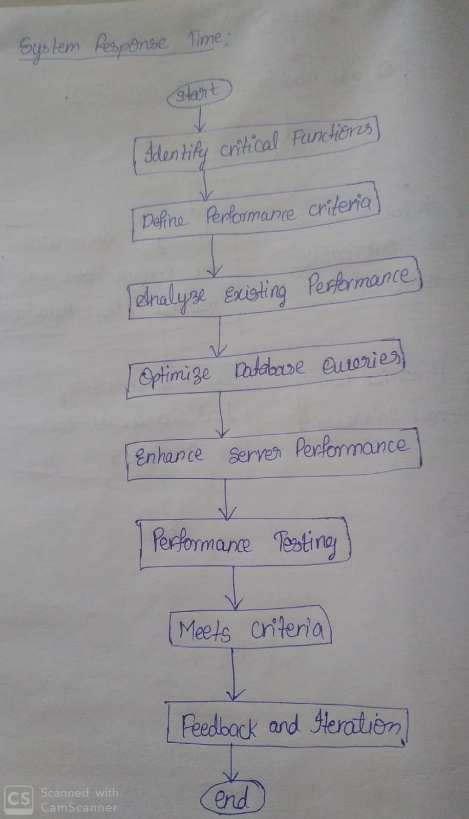 System Response Time:
Start
Identify critical Functions
Define Performance criteria
Analyze Existing Performance
Optimize Database Queries
Enhance Server Performance
Performance Testing
Meets criteria
Feedback and Iteration
end
CS Scanned with
CamScanner